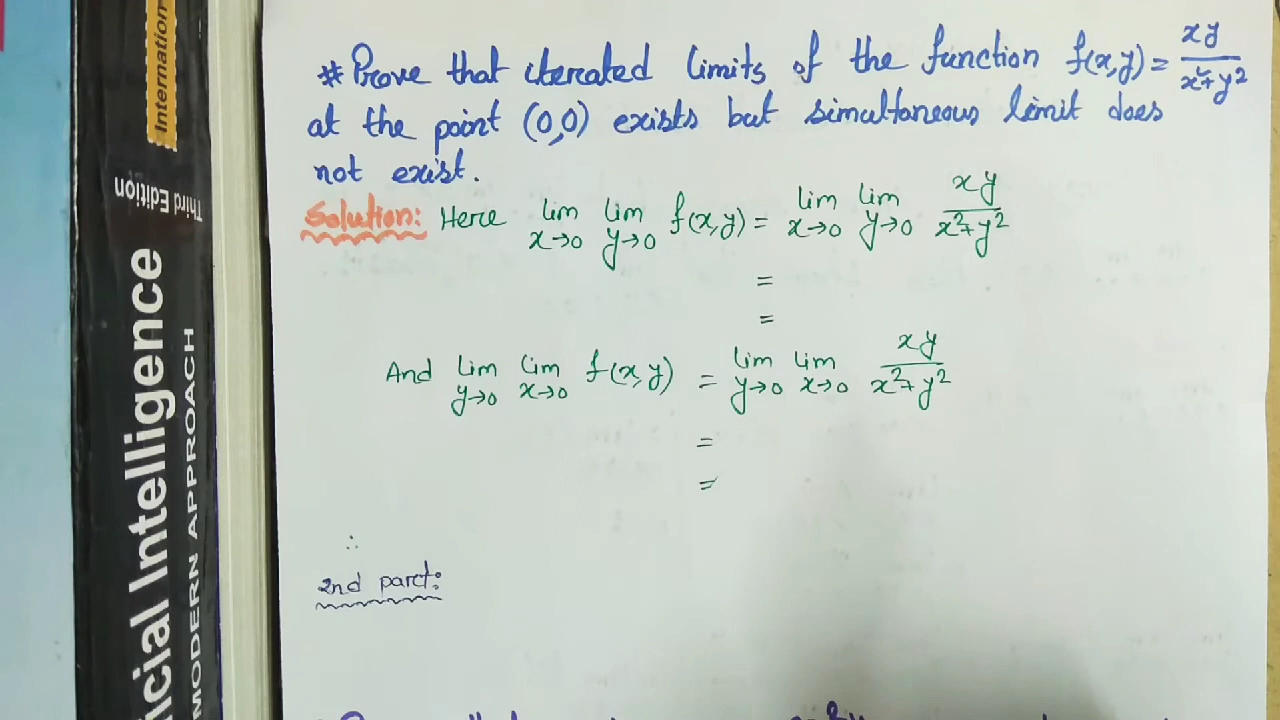 * Prove that iterated limits of the function f(x,y) = xy / x²+y²
at the point (0,0) exists but simultaneous limit does
not exist.
Solution: Here lim x→0 lim y→0 f(x,y) = lim x→0 lim y→0 xy / x²+y²
=
=
And lim y→0 lim x→0 f(x,y) = lim y→0 lim x→0 xy / x²+y²
=
=
∴
2nd part:
Internation
Third Edition
icial Intelligence
MODERN APPROACH